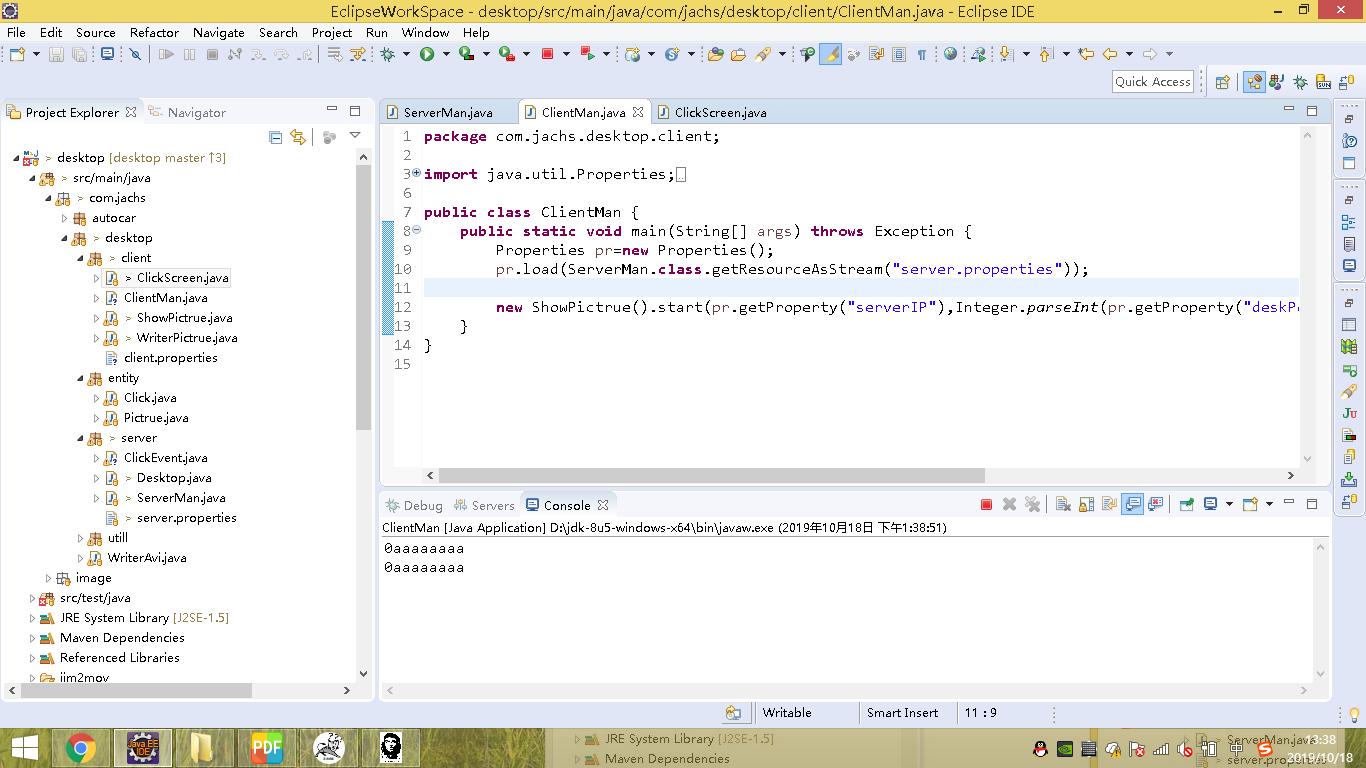 EclipseWorkSpace - desktop/src/main/java/com/jachs/desktop/client/ClientMan.java - Eclipse IDE
File Edit Source Refactor Navigate Search Project Run Window Help
Quick Access
Project Explorer Navigator
> desktop [desktop master ↑3]
> src/main/java
> com.jachs
autocar
> desktop
> client
> ClickScreen.java
ClientMan.java
> ShowPictrue.java
> WriterPictrue.java
client.properties
entity
Click.java
Pictrue.java
> server
ClickEvent.java
> Desktop.java
> ServerMan.java
> server.properties
utill
WriterAvi.java
image
src/test/java
JRE System Library [J2SE-1.5]
Maven Dependencies
Referenced Libraries
jim2mov
ServerMan.java ClientMan.java ClickScreen.java
1 package com.jachs.desktop.client;
2
3 import java.util.Properties;
6
7 public class ClientMan {
8 public static void main(String[] args) throws Exception {
9 Properties pr=new Properties();
10 pr.load(ServerMan.class.getResourceAsStream("server.properties"));
11
12 new ShowPictrue().start(pr.getProperty("serverIP"),Integer.parseInt(pr.getProperty("deskP
13 }
14 }
15
Debug Servers Console
ClientMan [Java Application] D:\jdk-8u5-windows-x64\bin\javaw.exe (2019年10月18日 下午1:38:51)
0aaaaaaaa
0aaaaaaaa
Writable Smart Insert 11 : 9
Java EE
IDE
PDF
JRE System Library [J2SE-1.5]
Maven Dependencies
中
ServerMan.java
server.properties
13:38
2019/10/18